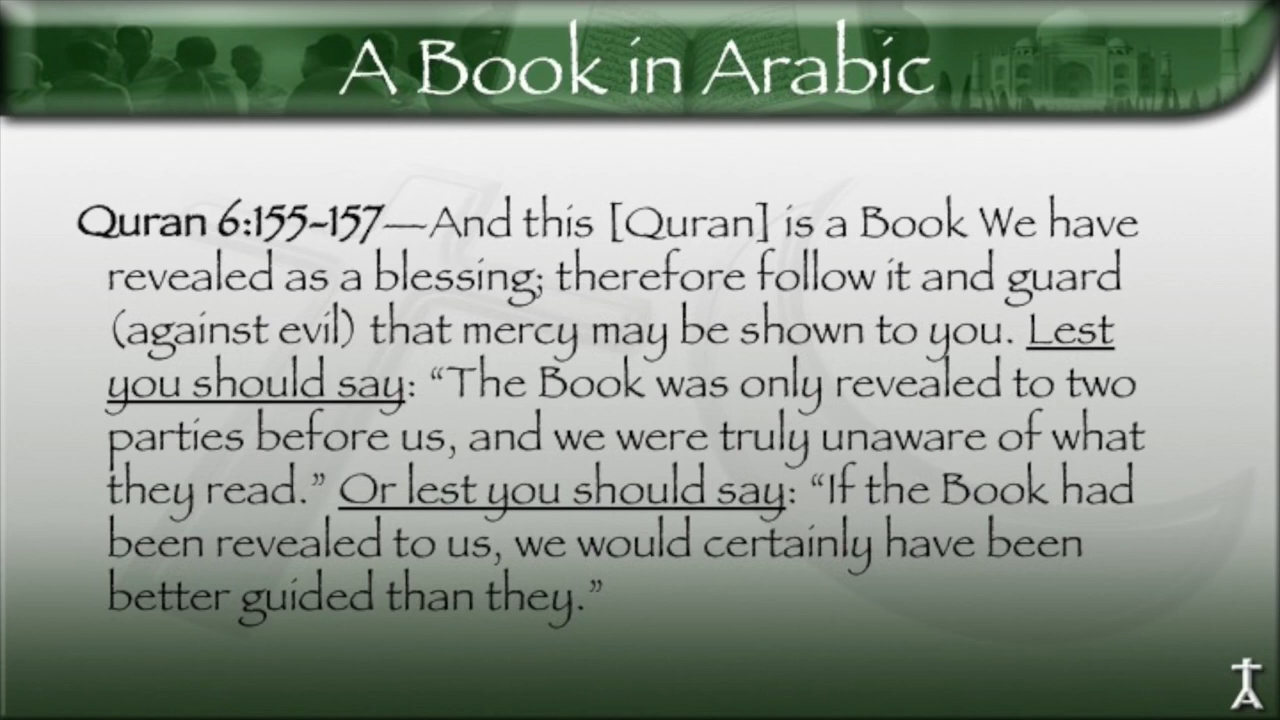 A Book in Arabic
Quran 6:155-157—And this [Quran] is a Book We have
revealed as a blessing; therefore follow it and guard
(against evil) that mercy may be shown to you. Lest
you should say: “The Book was only revealed to two
parties before us, and we were truly unaware of what
they read.” Or lest you should say: “If the Book had
been revealed to us, we would certainly have been
better guided than they.”